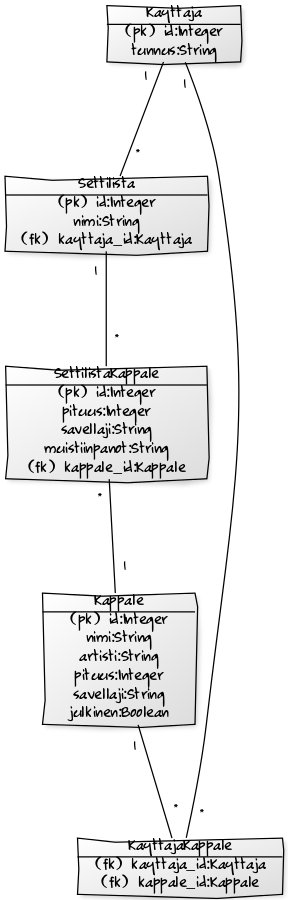 Kayttaja
(pk) id:Integer
tunnus:String
1
1
*
Settilista
(pk) id:Integer
nimi:String
(fk) kayttaja_id:Kayttaja
1
*
SettilistaKappale
(pk) id:Integer
pituus:Integer
savellaji:String
muistiinpanot:String
(fk) kappale_id:Kappale
*
1
Kappale
(pk) id:Integer
nimi:String
artisti:String
pituus:Integer
savellaji:String
julkinen:Boolean
1
*
*
KayttajaKappale
(fk) kayttaja_id:Kayttaja
(fk) kappale_id:Kappale